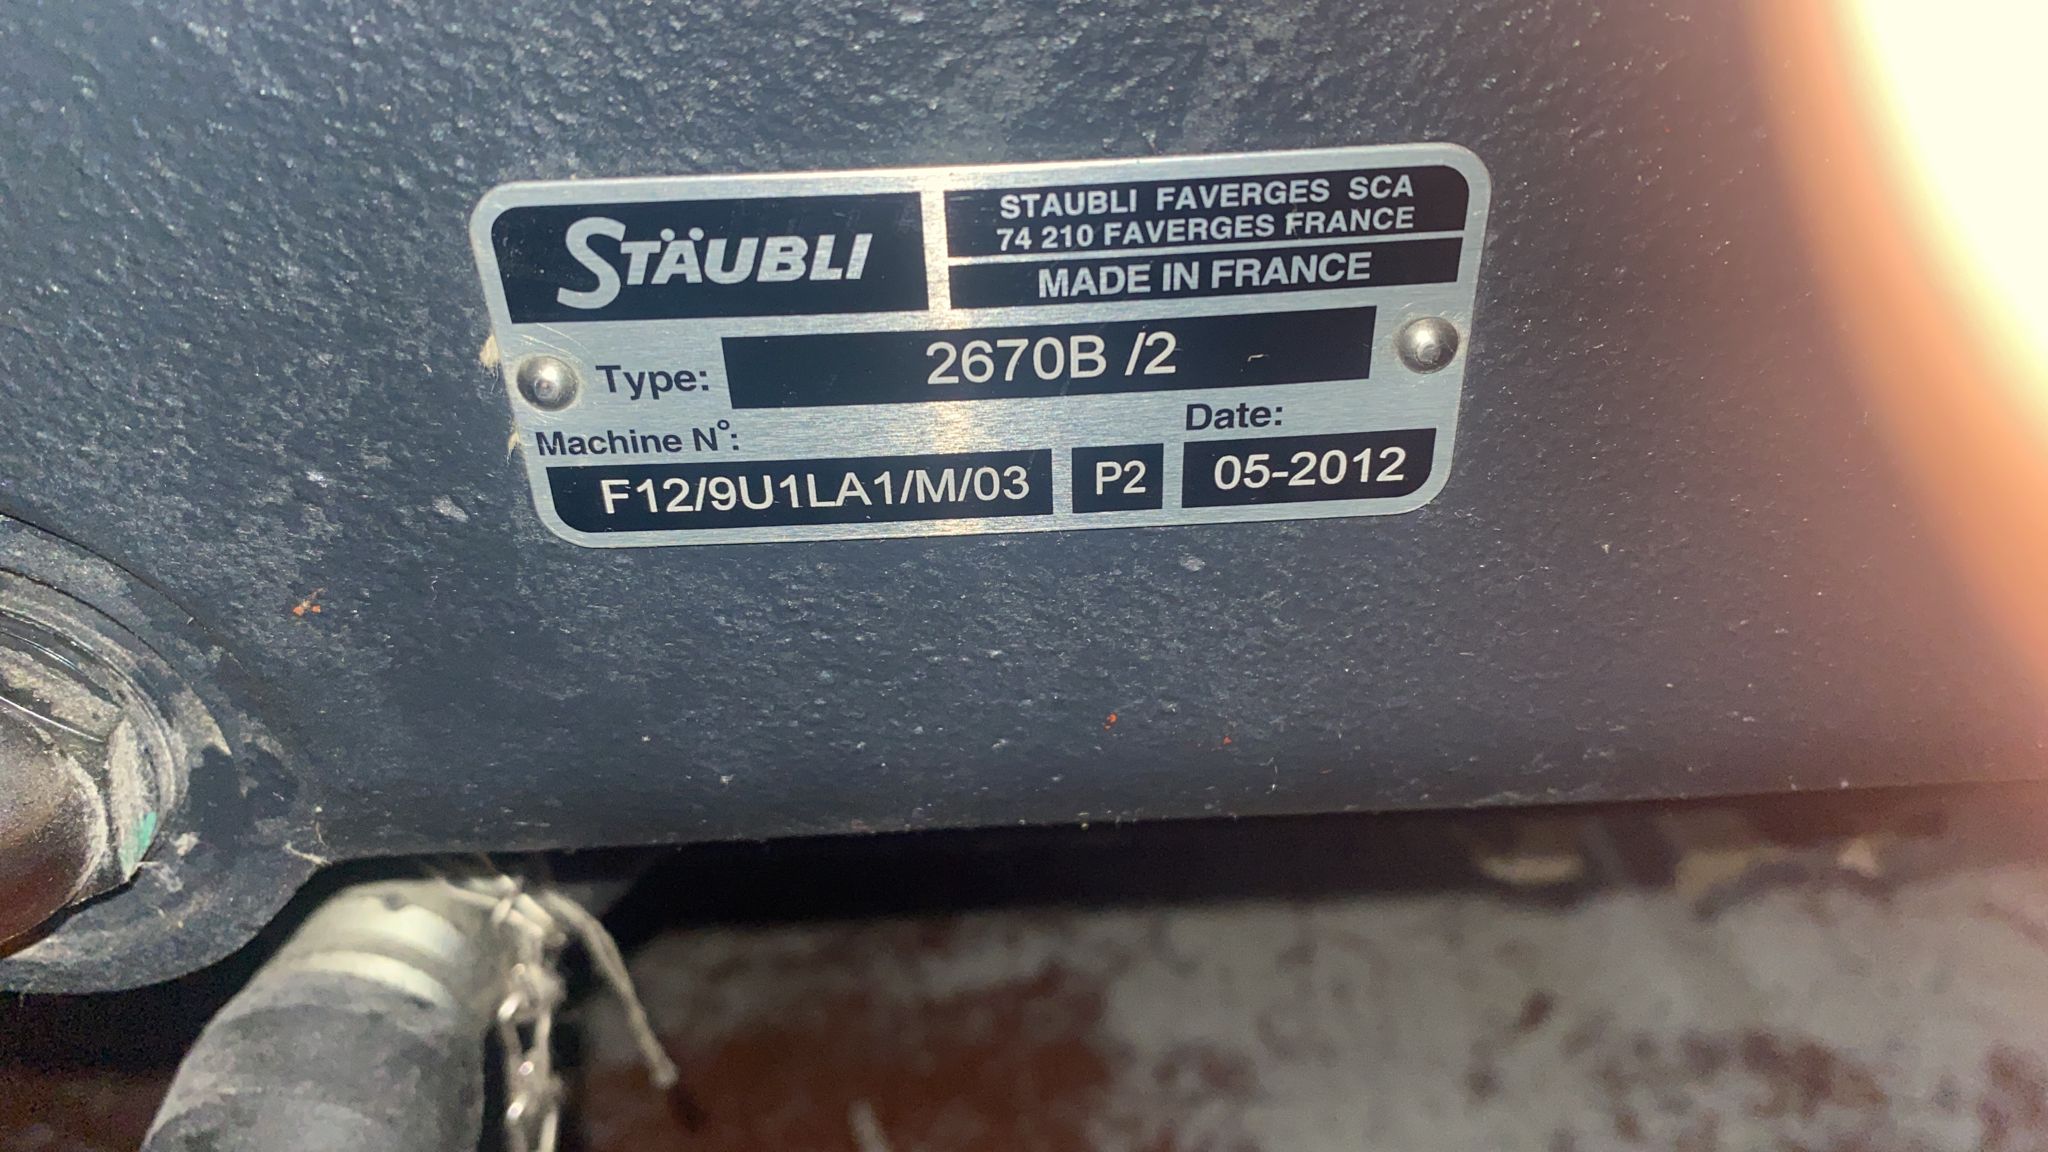 STÄUBLI
STAUBLI FAVERGES SCA
74 210 FAVERGES FRANCE
MADE IN FRANCE
Type: 2670B /2
Machine N°:
Date:
F12/9U1LA1/M/03 P2 05-2012